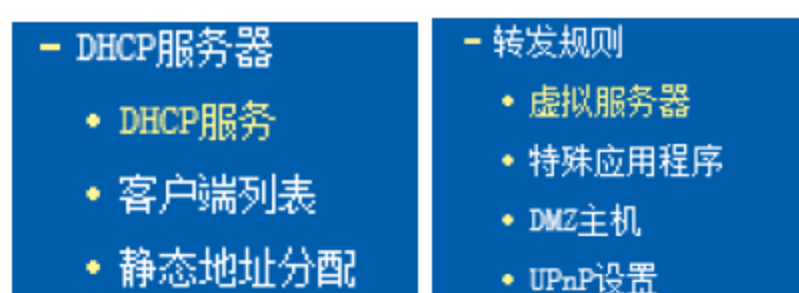 - DHCP服务器
• DHCP服务
• 客户端列表
• 静态地址分配
- 转发规则
• 虚拟服务器
• 特殊应用程序
• DMZ主机
• UPnP设置